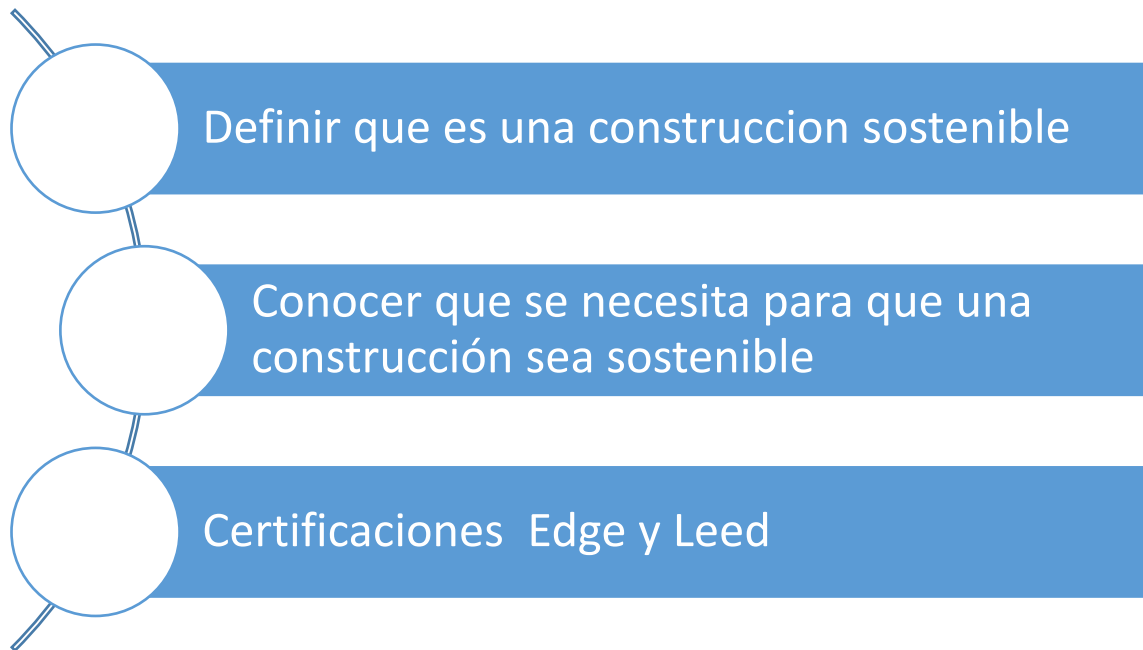 Definir que es una construccion sostenible
Conocer que se necesita para que una
construcción sea sostenible
Certificaciones  Edge y Leed